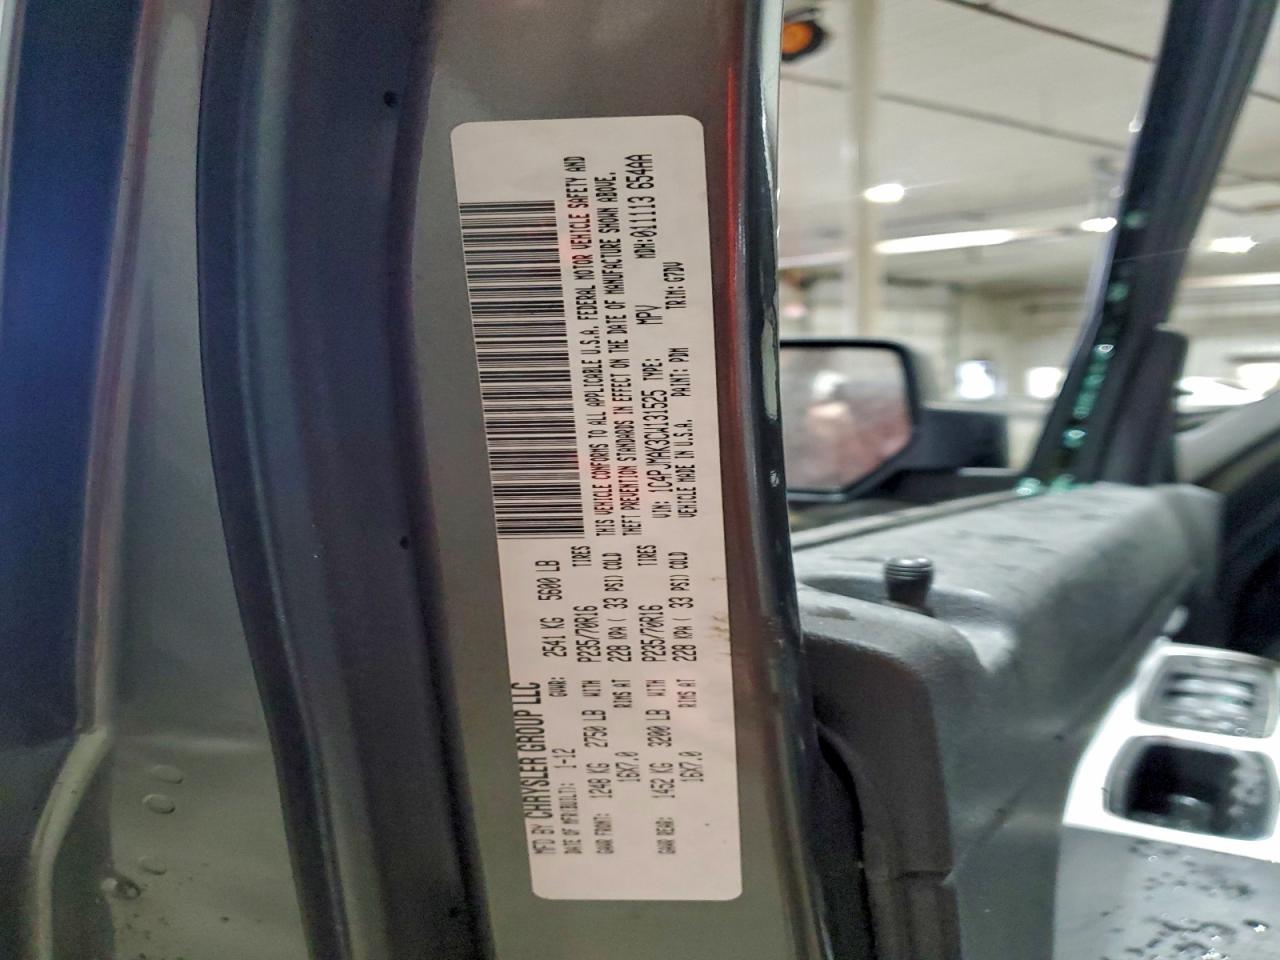 MFD BY CHRYSLER GROUP LLC
DATE OF MFR(BUILT): 1-12 GVWR: 2541 KG 5600 LB
GAWR FRONT: 1248 KG 2750 LB WITH P235/70R16 TIRES
16X7.0 RIMS AT 228 KPA ( 33 PSI) COLD
GAWR REAR: 1452 KG 3200 LB WITH P235/70R16 TIRES
16X7.0 RIMS AT 228 KPA ( 33 PSI) COLD
THIS VEHICLE CONFORMS TO ALL APPLICABLE U.S.A. FEDERAL MOTOR VEHICLE SAFETY AND
THEFT PREVENTION STANDARDS IN EFFECT ON THE DATE OF MANUFACTURE SHOWN ABOVE.
VIN: 1C4PJMAK3CW131525 TYPE: MPV MDH:011113 654AA
VEHICLE MADE IN U.S.A. PAINT: PDM TRIM: G7DV